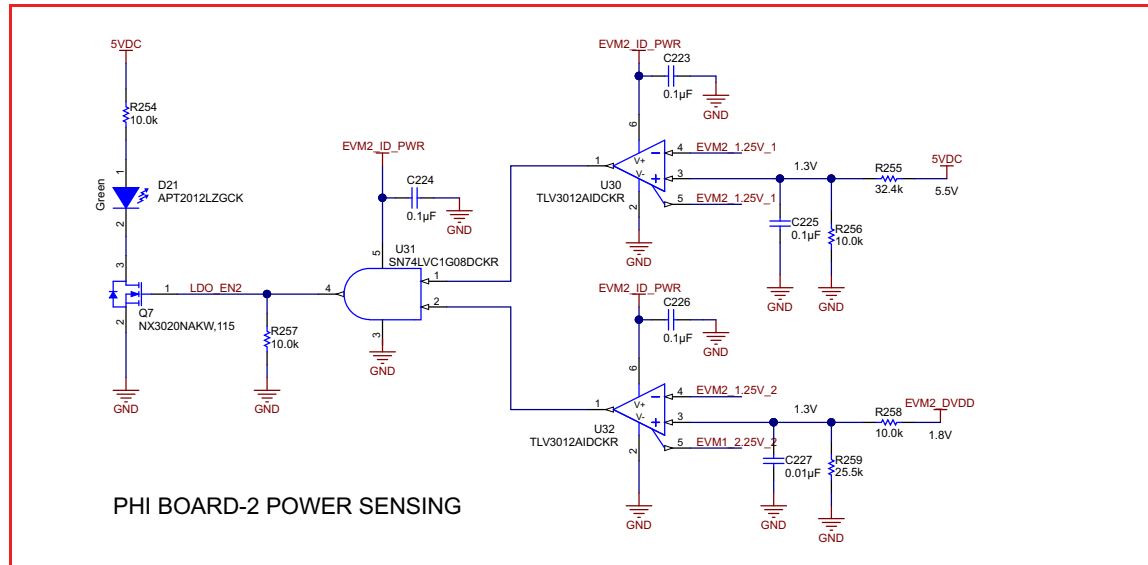 5VDC
R254
10.0k
1
Green
D21
APT2012LZGCK
2
3
1
LDO_EN2
Q7
NX3020NAKW,115
2
GND
R257
10.0k
GND
EVM2_ID_PWR
C224
0.1µF
GND
5
U31
SN74LVC1G08DCKR
4
1
2
3
GND
EVM2_ID_PWR
C223
0.1µF
GND
6
1
V+
V-
4
EVM2_1.25V_1
3
5
EVM2_1.25V_1
U30
TLV3012AIDCKR
2
GND
1.3V
R255
32.4k
5VDC
5.5V
C225
0.1µF
R256
10.0k
GND
GND
EVM2_ID_PWR
C226
0.1µF
GND
6
1
V+
V-
4
EVM2_1.25V_2
3
5
EVM1_2.25V_2
U32
TLV3012AIDCKR
2
GND
1.3V
R258
10.0k
EVM2_DVDD
1.8V
C227
0.01µF
R259
25.5k
GND
GND
PHI BOARD-2 POWER SENSING